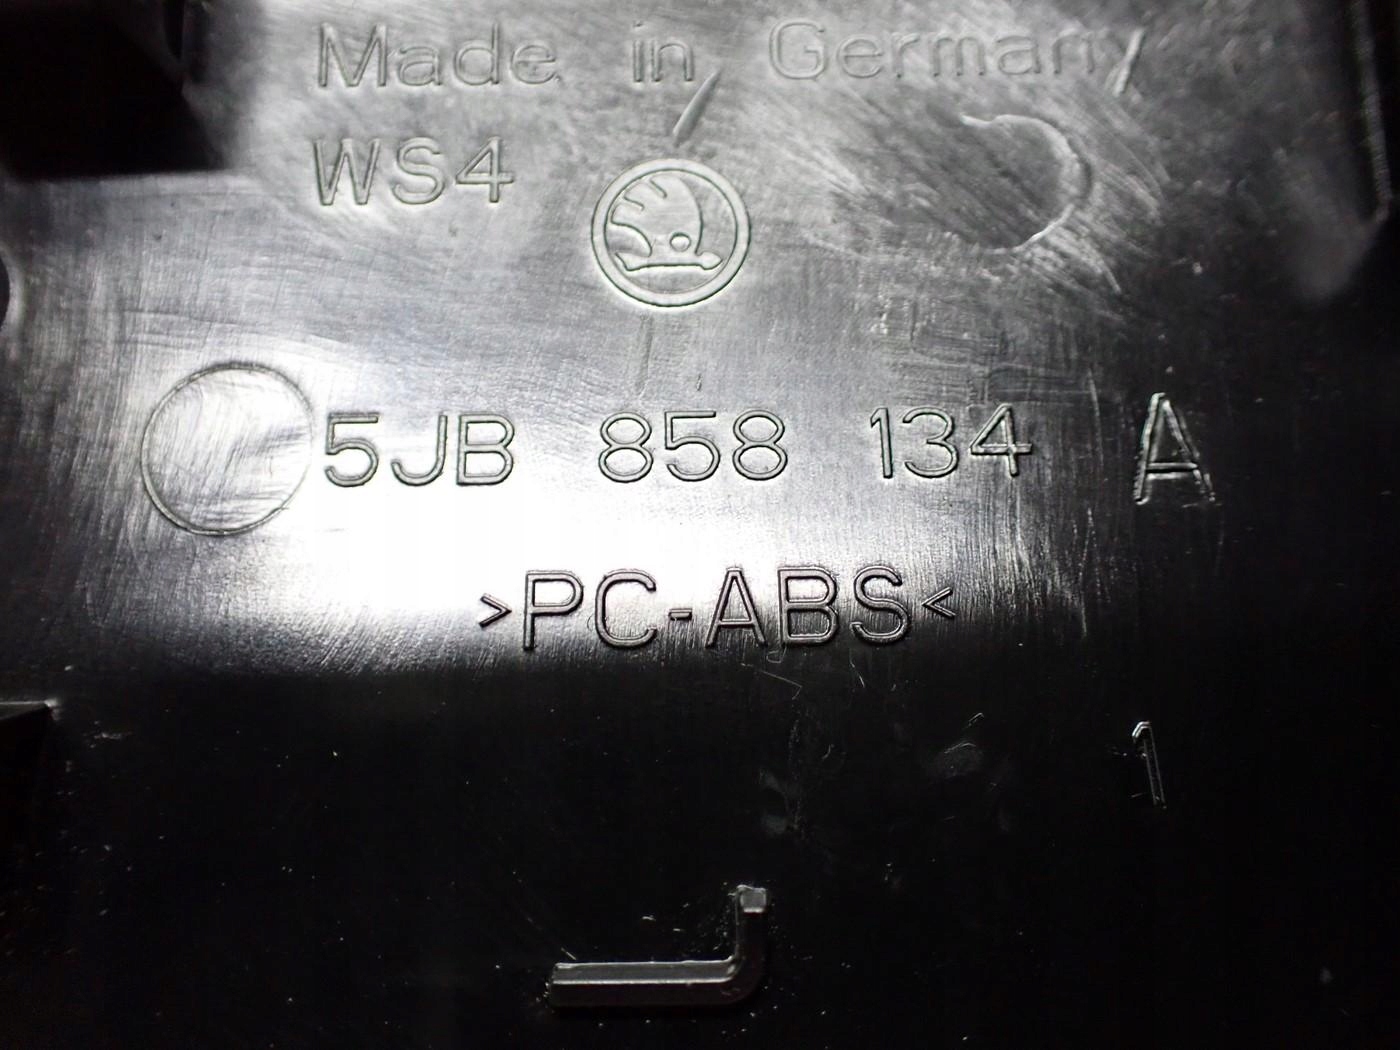 Made in Germany
WS4
5JB 858 134 A
>PC-ABS<
1